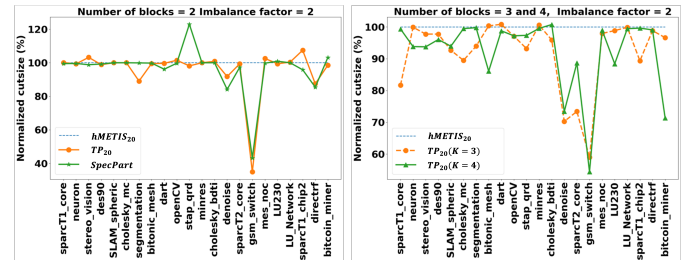 Number of blocks = 2 Imbalance factor = 2
Normalized cutsize (%)
120
100
80
60
40
hMETIS20
TP20
SpecPart
sparcT1_core
neuron
stereo_vision
des90
SLAM_spheric
cholesky_mc
segmentation
bitonic_mesh
dart
openCV
stap_qrd
minres
cholesky_bdti
denoise
sparcT2_core
gsm_switch
mes_noc
LU230
LU_Network
sparcT1_chip2
directrf
bitcoin_miner
Number of blocks = 3 and 4, Imbalance factor = 2
Normalized cutsize (%)
100
90
80
70
60
hMETIS20
TP20(K = 3)
TP20(K = 4)
sparcT1_core
neuron
stereo_vision
des90
SLAM_spheric
cholesky_mc
segmentation
bitonic_mesh
dart
openCV
stap_qrd
minres
cholesky_bdti
denoise
sparcT2_core
gsm_switch
mes_noc
LU230
LU_Network
sparcT1_chip2
directrf
bitcoin_miner